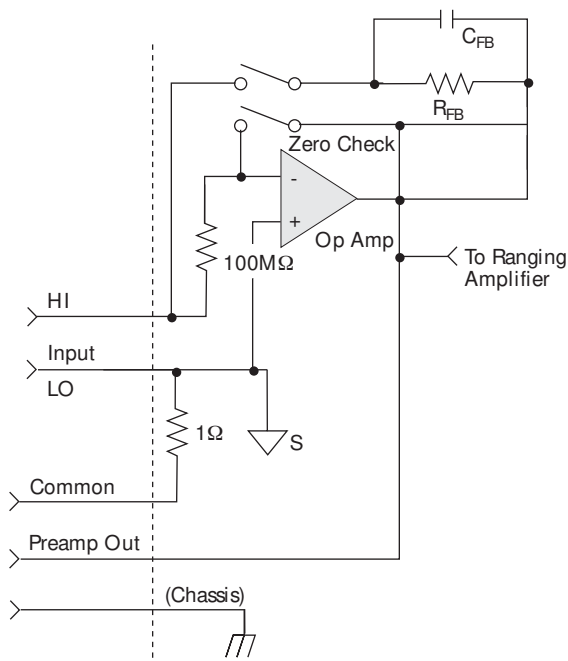 C_FB
R_FB
Zero Check
-
+
Op Amp
100MΩ
To Ranging
Amplifier
HI
Input
LO
1Ω
S
Common
Preamp Out
(Chassis)